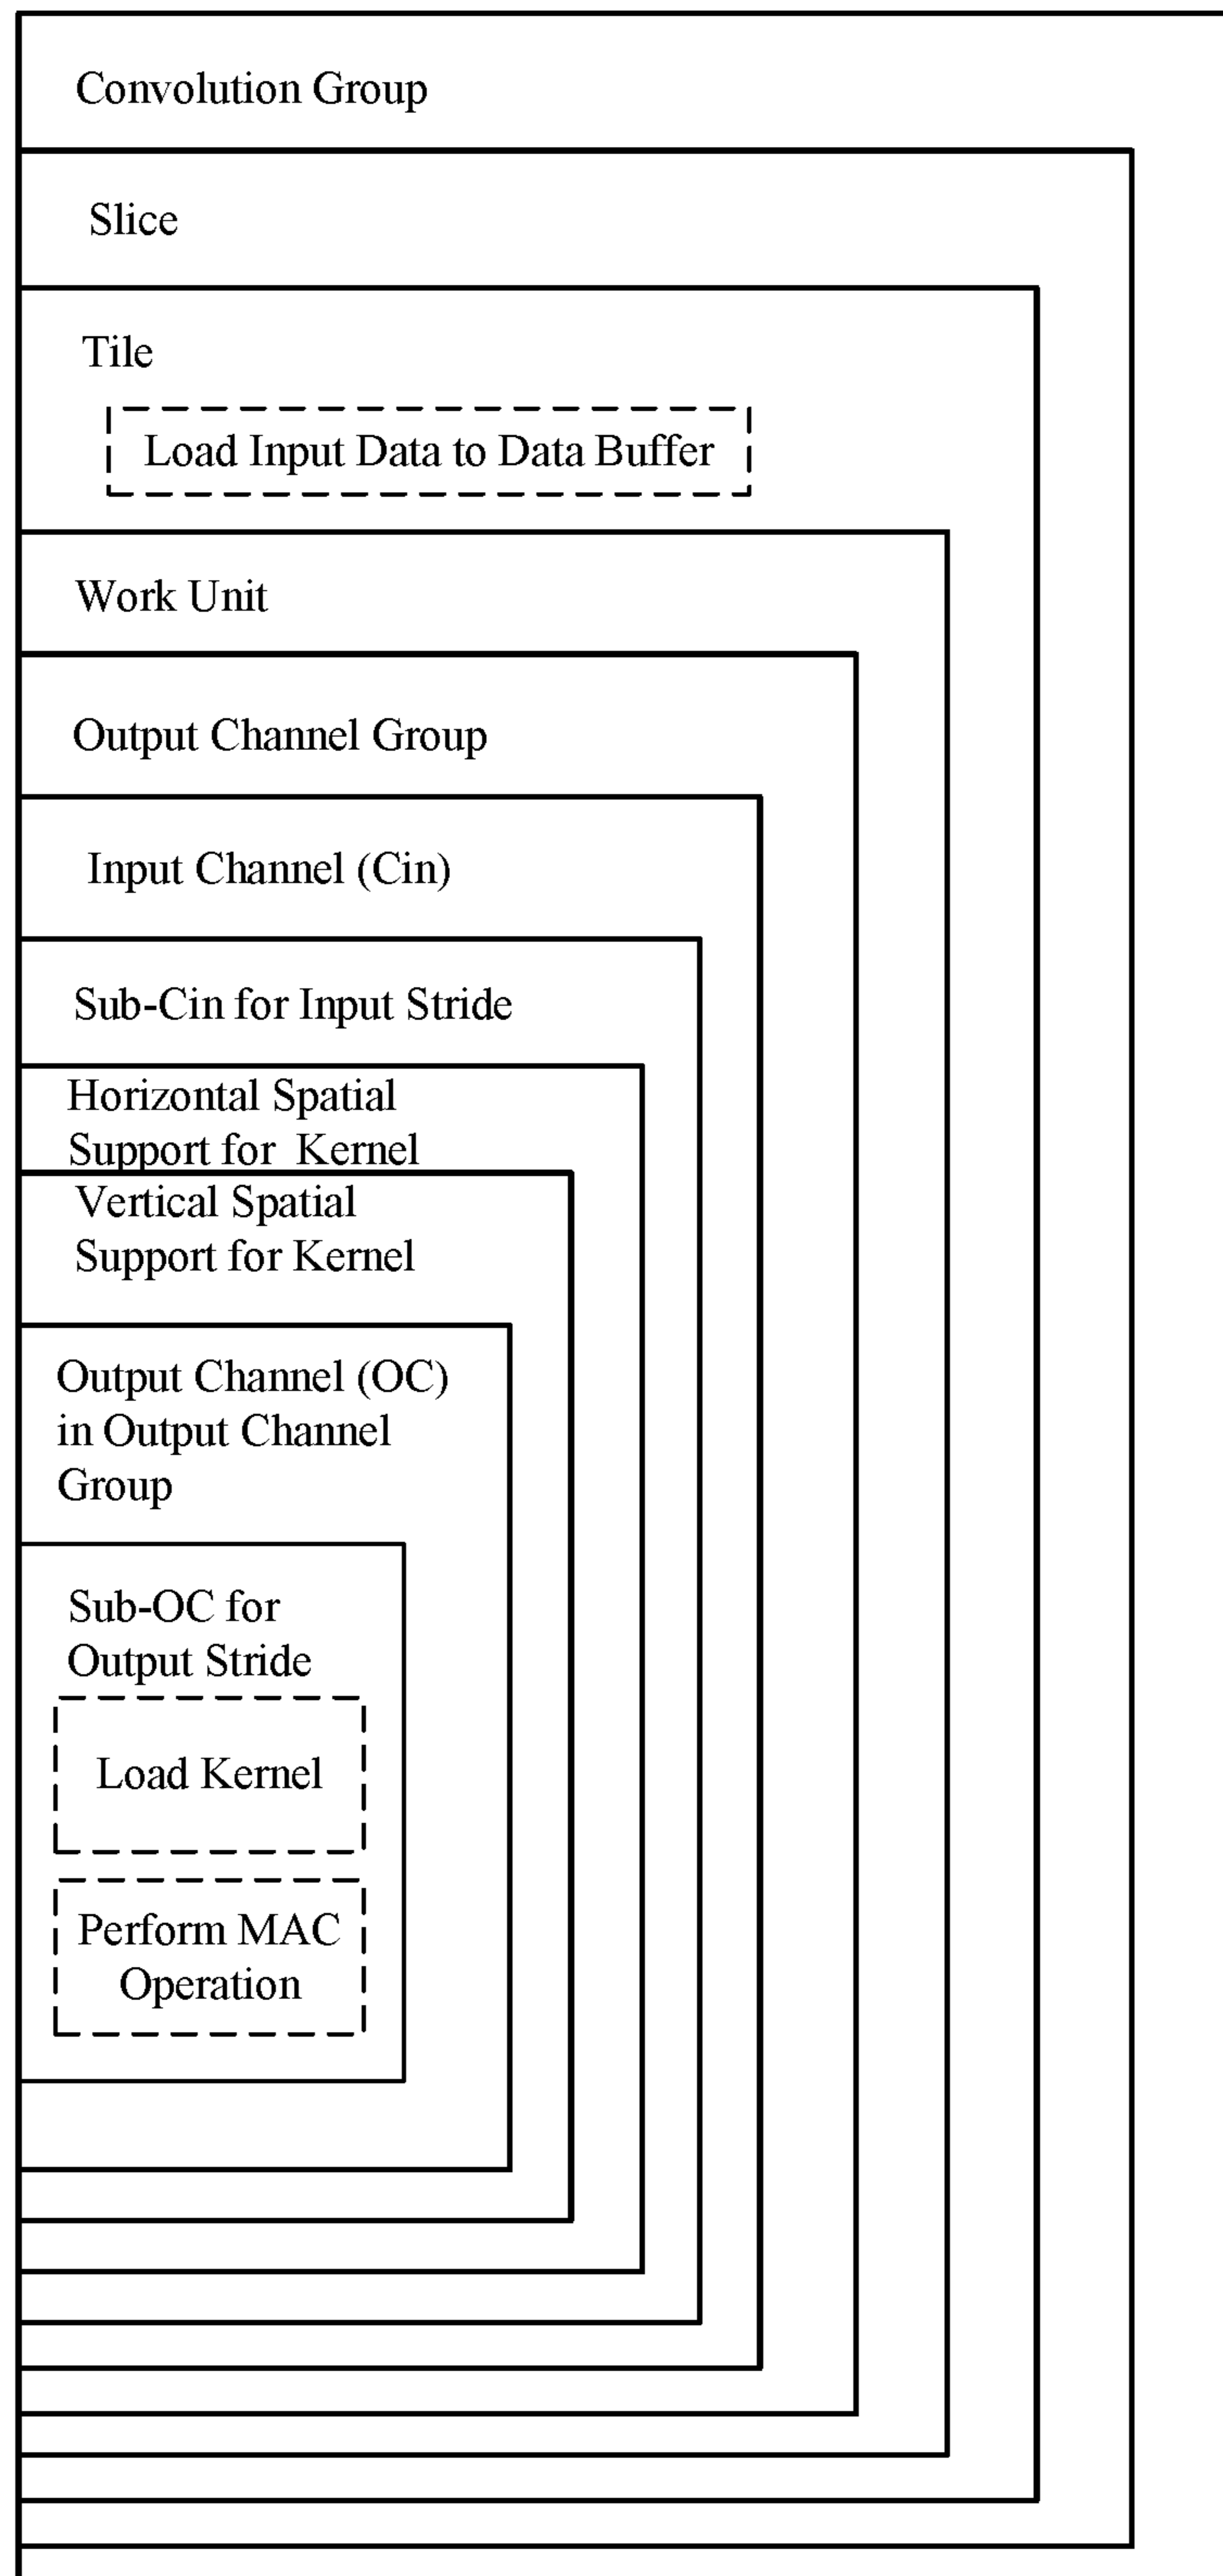 Convolution Group
Slice
Tile
Load Input Data to Data Buffer
Work Unit
Output Channel Group
Input Channel (Cin)
Sub-Cin for Input Stride
Horizontal Spatial
Support for Kernel
Vertical Spatial
Support for Kernel
Output Channel (OC)
in Output Channel
Group
Sub-OC for
Output Stride
Load Kernel
Perform MAC
Operation